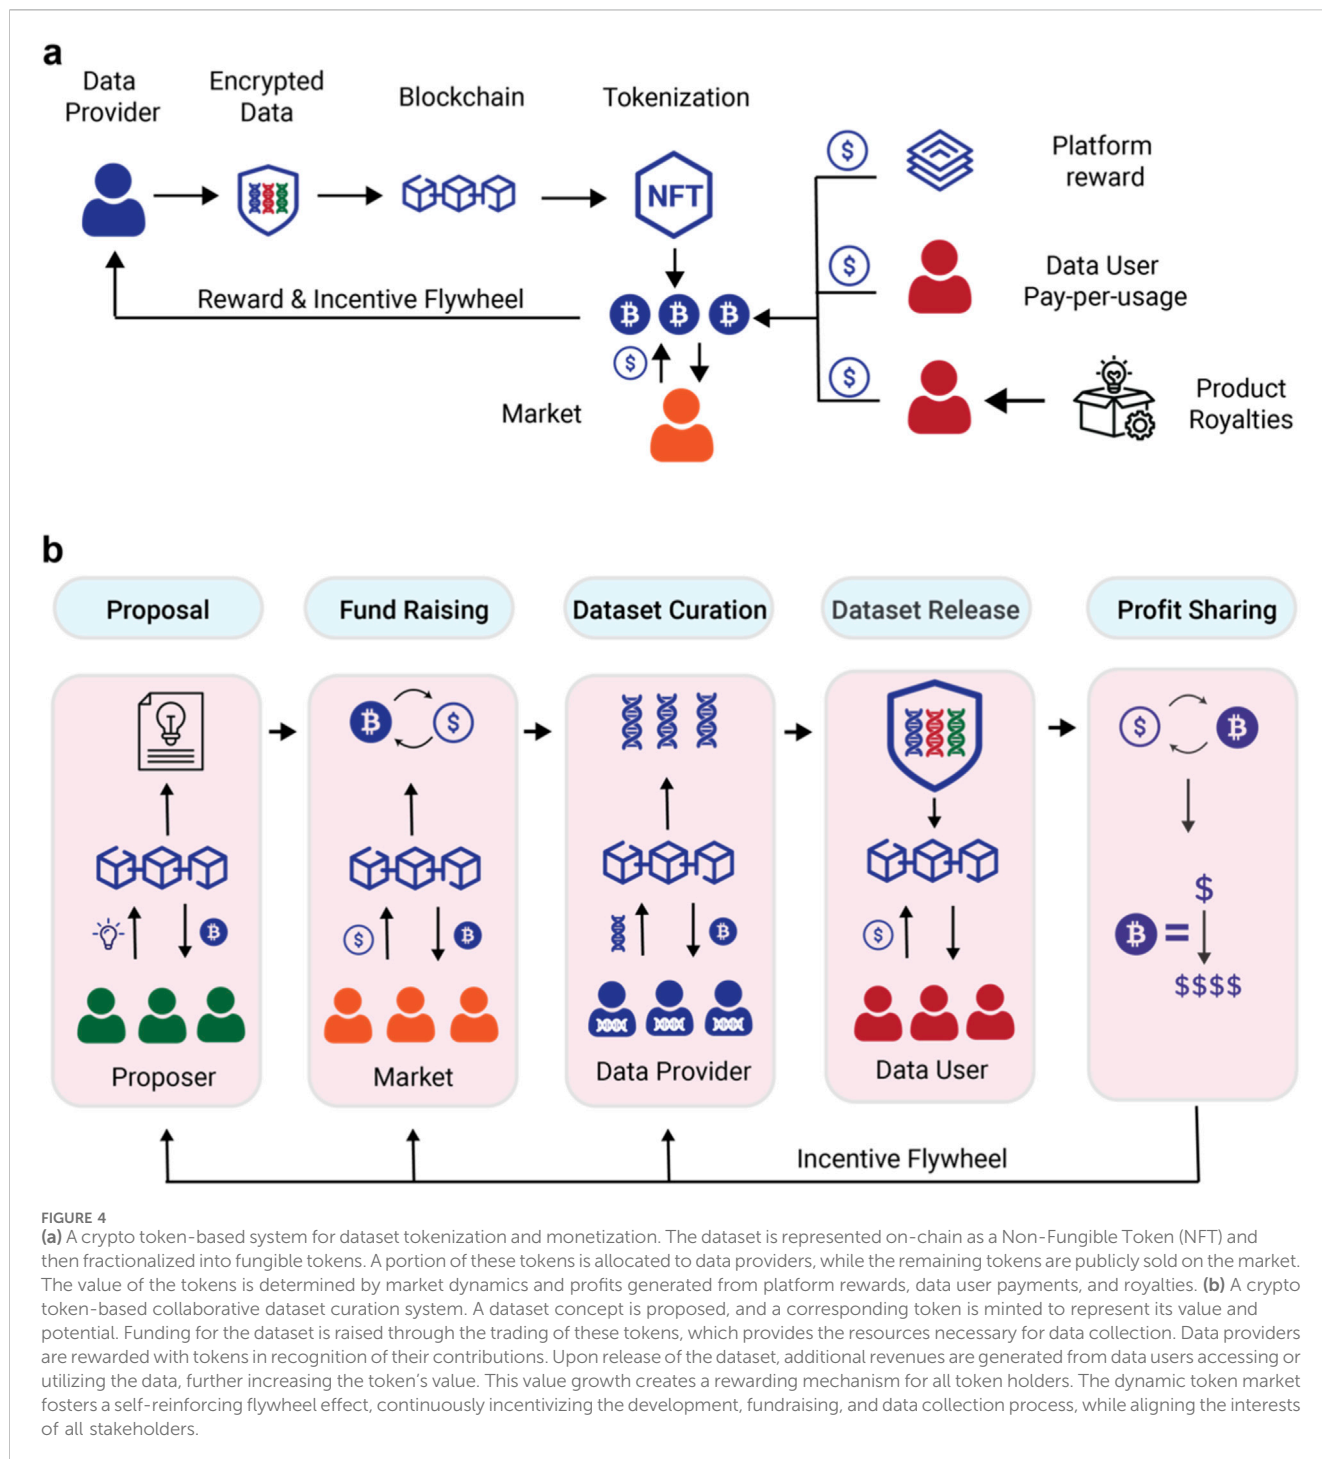 a
Data
Provider
Encrypted
Data
Blockchain
Tokenization
NFT
Platform
reward
Data User
Pay-per-usage
Product
Royalties
Reward & Incentive Flywheel
Market
b
Proposal
Fund Raising
Dataset Curation
Dataset Release
Profit Sharing
$
$$$$
Proposer
Market
Data Provider
Data User
Incentive Flywheel
FIGURE 4
(a) A crypto token-based system for dataset tokenization and monetization. The dataset is represented on-chain as a Non-Fungible Token (NFT) and
then fractionalized into fungible tokens. A portion of these tokens is allocated to data providers, while the remaining tokens are publicly sold on the market.
The value of the tokens is determined by market dynamics and profits generated from platform rewards, data user payments, and royalties. (b) A crypto
token-based collaborative dataset curation system. A dataset concept is proposed, and a corresponding token is minted to represent its value and
potential. Funding for the dataset is raised through the trading of these tokens, which provides the resources necessary for data collection. Data providers
are rewarded with tokens in recognition of their contributions. Upon release of the dataset, additional revenues are generated from data users accessing or
utilizing the data, further increasing the token's value. This value growth creates a rewarding mechanism for all token holders. The dynamic token market
fosters a self-reinforcing flywheel effect, continuously incentivizing the development, fundraising, and data collection process, while aligning the interests
of all stakeholders.